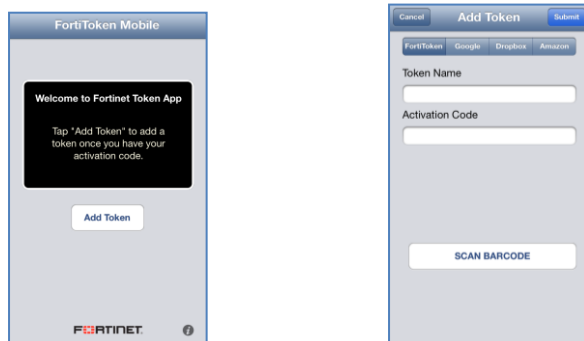 FortiToken Mobile
Welcome to Fortinet Token App
Tap "Add Token" to add a
token once you have your
activation code.
Add Token
FORTINET
Cancel
Add Token
Submit
FortiToken
Google
Dropbox
Amazon
Token Name
Activation Code
SCAN BARCODE